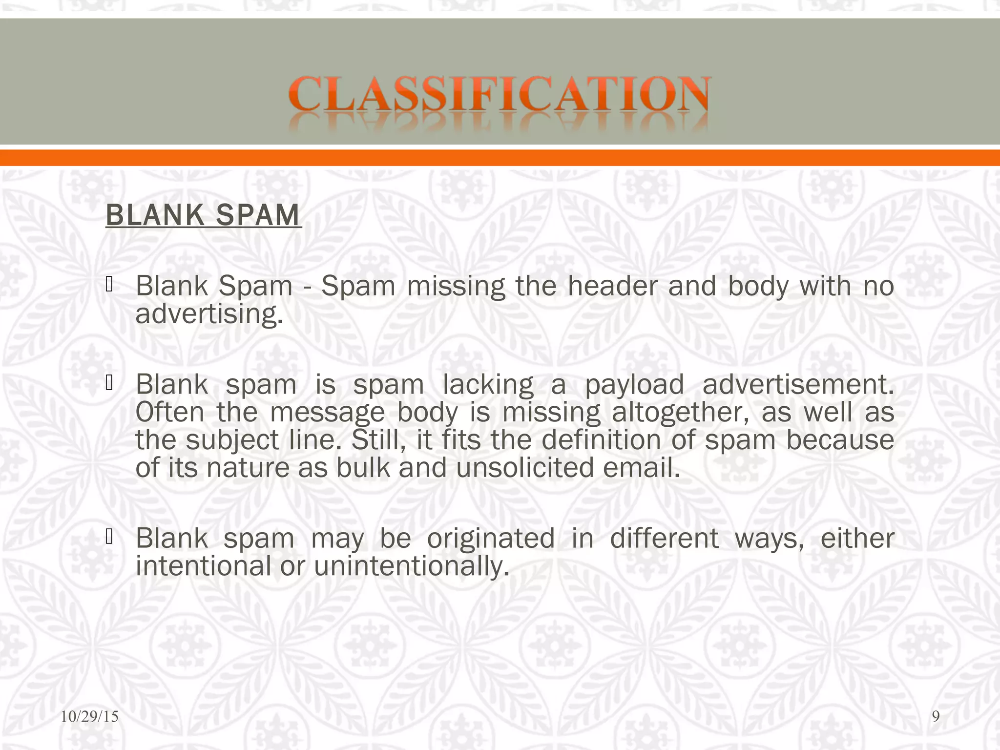 CLASSIFICATION
BLANK SPAM
Blank Spam - Spam missing the header and body with no
advertising.
Blank spam is spam lacking a payload advertisement.
Often the message body is missing altogether, as well as
the subject line. Still, it fits the definition of spam because
of its nature as bulk and unsolicited email.
Blank spam may be originated in different ways, either
intentional or unintentionally.
10/29/15
9